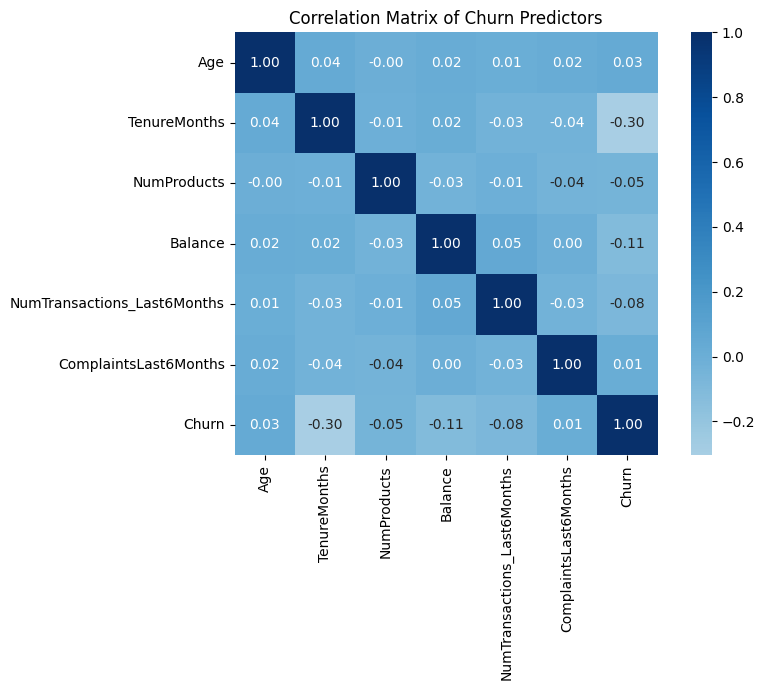 Correlation Matrix of Churn Predictors
Age 1.00 0.04 -0.00 0.02 0.01 0.02 0.03
TenureMonths 0.04 1.00 -0.01 0.02 -0.03 -0.04 -0.30
NumProducts -0.00 -0.01 1.00 -0.03 -0.01 -0.04 -0.05
Balance 0.02 0.02 -0.03 1.00 0.05 0.00 -0.11
NumTransactions_Last6Months 0.01 -0.03 -0.01 0.05 1.00 -0.03 -0.08
ComplaintsLast6Months 0.02 -0.04 -0.04 0.00 -0.03 1.00 0.01
Churn 0.03 -0.30 -0.05 -0.11 -0.08 0.01 1.00
Age
TenureMonths
NumProducts
Balance
NumTransactions_Last6Months
ComplaintsLast6Months
Churn
1.0
0.8
0.6
0.4
0.2
0.0
−0.2